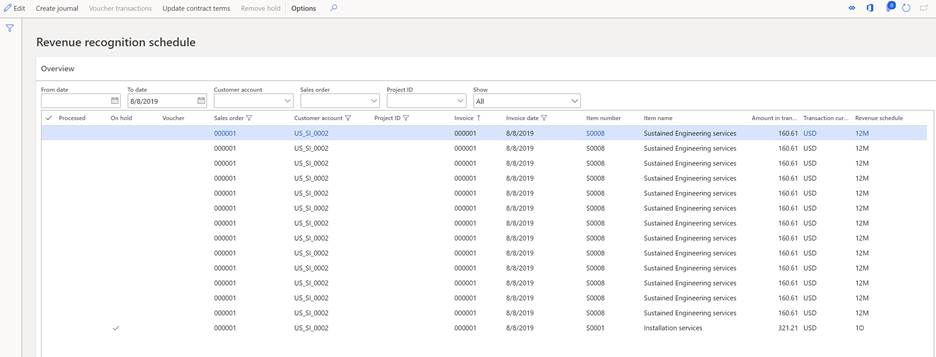 Edit Create journal Voucher transactions Update contract terms Remove hold Options
0
Revenue recognition schedule
Overview
From date To date Customer account Sales order Project ID Show
8/8/2019 All
Processed On hold Voucher Sales order Customer account Project ID Invoice Invoice date Item number Item name Amount in tran... Transaction cur... Revenue schedule
000001 US_SI_0002 000001 8/8/2019 S0008 Sustained Engineering services 160.61 USD 12M
000001 US_SI_0002 000001 8/8/2019 S0008 Sustained Engineering services 160.61 USD 12M
000001 US_SI_0002 000001 8/8/2019 S0008 Sustained Engineering services 160.61 USD 12M
000001 US_SI_0002 000001 8/8/2019 S0008 Sustained Engineering services 160.61 USD 12M
000001 US_SI_0002 000001 8/8/2019 S0008 Sustained Engineering services 160.61 USD 12M
000001 US_SI_0002 000001 8/8/2019 S0008 Sustained Engineering services 160.61 USD 12M
000001 US_SI_0002 000001 8/8/2019 S0008 Sustained Engineering services 160.61 USD 12M
000001 US_SI_0002 000001 8/8/2019 S0008 Sustained Engineering services 160.61 USD 12M
000001 US_SI_0002 000001 8/8/2019 S0008 Sustained Engineering services 160.61 USD 12M
000001 US_SI_0002 000001 8/8/2019 S0008 Sustained Engineering services 160.61 USD 12M
000001 US_SI_0002 000001 8/8/2019 S0008 Sustained Engineering services 160.61 USD 12M
000001 US_SI_0002 000001 8/8/2019 S0008 Sustained Engineering services 160.61 USD 12M
000001 US_SI_0002 000001 8/8/2019 S0008 Sustained Engineering services 160.61 USD 12M
000001 US_SI_0002 000001 8/8/2019 S0001 Installation services 321.21 USD 1O